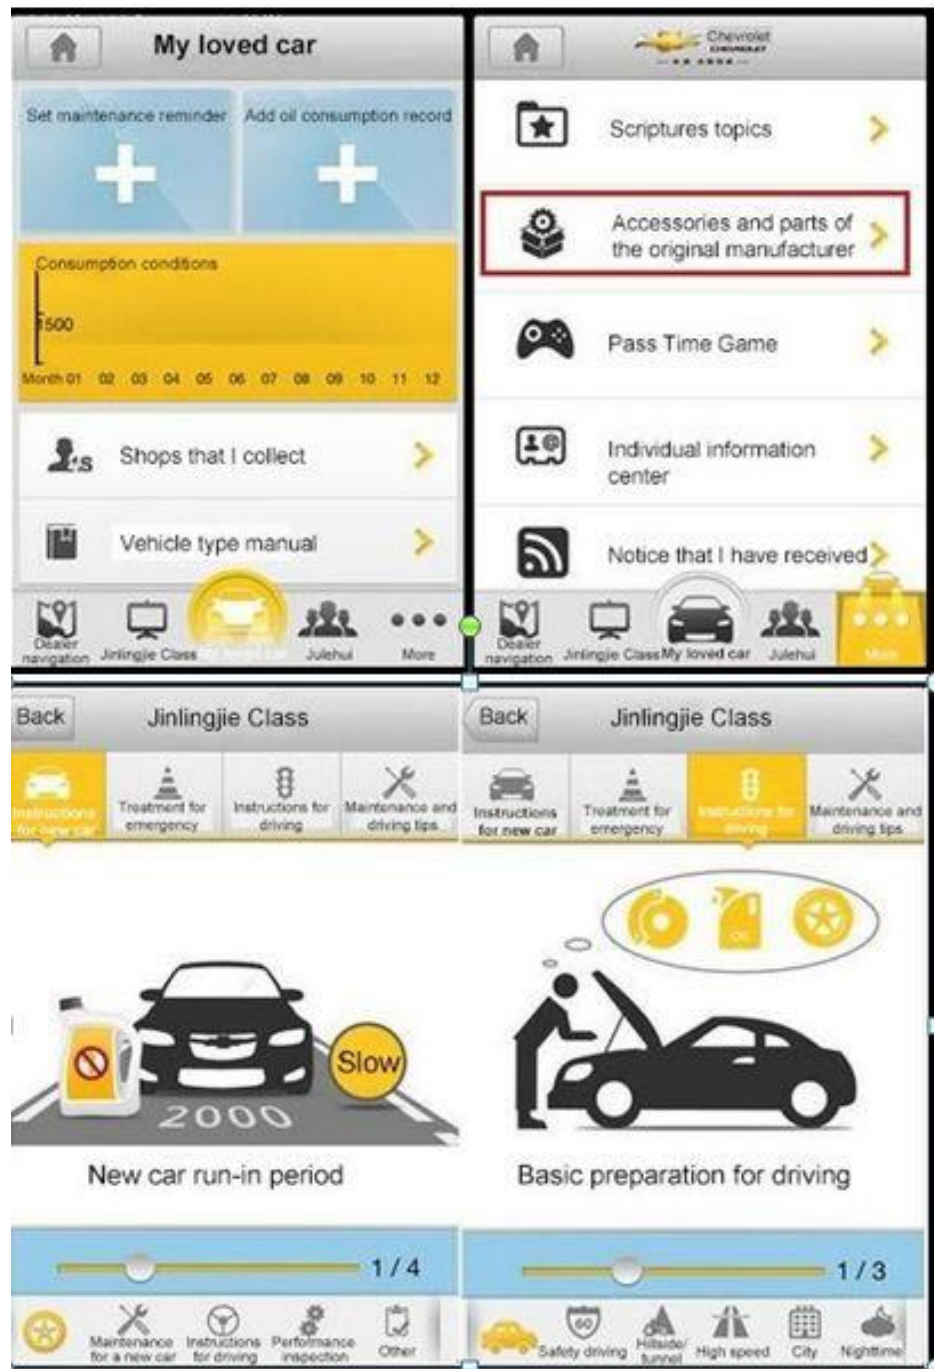 My loved car
Set maintenance reminder
Add oil consumption record
Consumption conditions
1500
Month 01 02 03 04 05 06 07 08 09 10 11 12
Shops that I collect
Vehicle type manual
Dealer
navigation
Jinlingjie Class
My loved car
Julehui
More
Chevrolet
CHEVROLET
Scriptures topics
Accessories and parts of
the original manufacturer
Pass Time Game
Individual information
center
Notice that I have received
Dealer
navigation
Jinlingjie Class
My loved car
Julehui
More
Back
Jinlingjie Class
Instructions
for new car
Treatment for
emergency
Instructions for
driving
Maintenance and
driving tips
Slow
2000
New car run-in period
1 / 4
Maintenance
for a new car
Instructions
for driving
Performance
inspection
Other
Back
Jinlingjie Class
Instructions
for new car
Treatment for
emergency
Instructions for
driving
Maintenance and
driving tips
OIL
Basic preparation for driving
1 / 3
60
Safety driving
Hillside/
tunnel
High speed
City
Nighttime